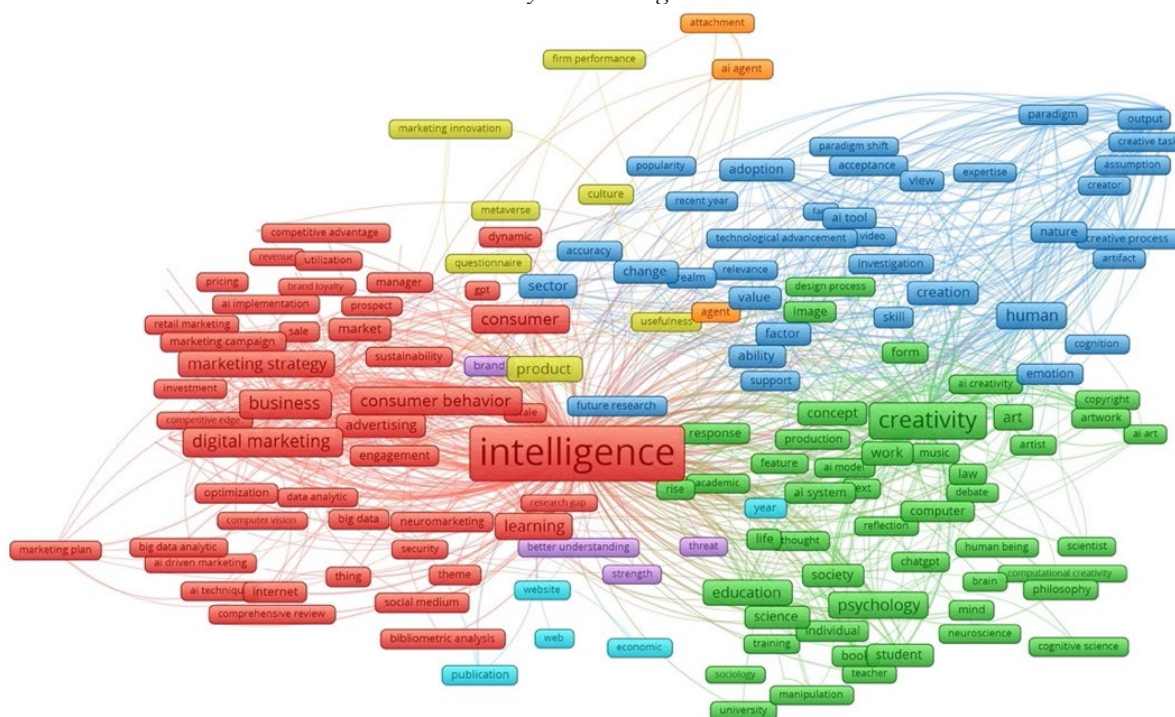 attachment
firm performance
ai agent
marketing innovation
paradigm
output
creative task
paradigm shift
popularity
adoption
acceptance
assumption
view
expertise
creator
culture
recent year
metaverse
ai tool
nature
competitive advantage
dynamic
technological advancement
video
creative process
revenue
utilization
accuracy
questionnaire
change
realm
relevance
investigation
artifact
pricing
brand loyalty
manager
gpt
sector
design process
ai implementation
prospect
value
creation
image
agent
human
retail marketing
sale
market
consumer
usefulness
factor
skill
marketing campaign
cognition
sustainability
ability
form
marketing strategy
brand
product
emotion
support
ai creativity
investment
business
consumer behavior
future research
copyright
concept
creativity
art
artwork
competitive edge
advertising
response
ai art
digital marketing
production
artist
engagement
intelligence
work
music
feature
ai model
law
rise
academic
optimization
data analytic
ai system
debate
research gap
year
computer
computer vision
big data
neuromarketing
learning
reflection
life
thought
marketing plan
big data analytic
security
better understanding
threat
human being
scientist
ai driven marketing
chatgpt
thing
theme
strength
society
computational creativity
brain
internet
website
education
philosophy
social medium
psychology
mind
comprehensive review
science
individual
neuroscience
bibliometric analysis
web
economic
training
cognitive science
book
student
publication
sociology
teacher
manipulation
university